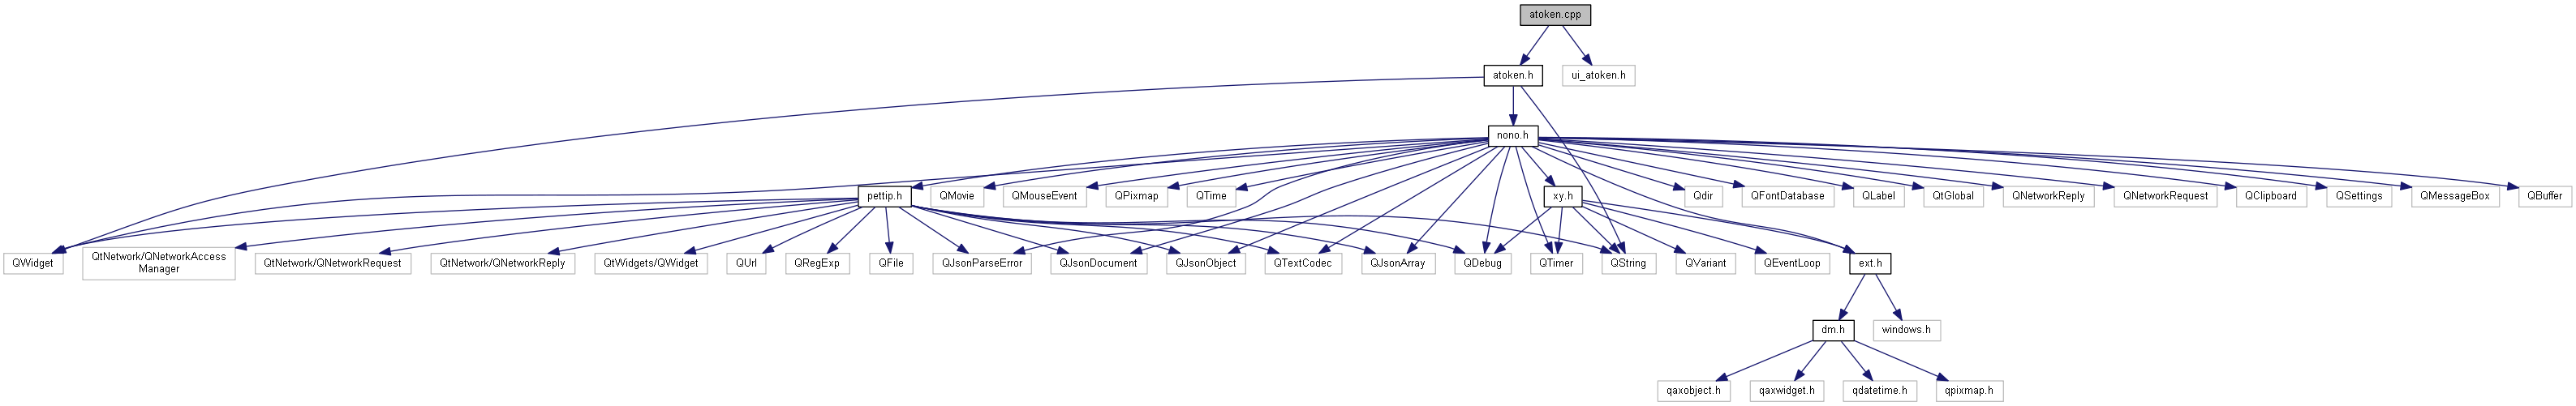 atoken.cpp
atoken.h
ui_atoken.h
nono.h
pettip.h
QMovie
QMouseEvent
QPixmap
QTime
xy.h
Qdir
QFontDatabase
QLabel
QtGlobal
QNetworkReply
QNetworkRequest
QClipboard
QSettings
QMessageBox
QBuffer
QWidget
QtNetwork/QNetworkAccess
Manager
QtNetwork/QNetworkRequest
QtNetwork/QNetworkReply
QtWidgets/QWidget
QUrl
QRegExp
QFile
QJsonParseError
QJsonDocument
QJsonObject
QTextCodec
QJsonArray
QDebug
QTimer
QString
QVariant
QEventLoop
ext.h
dm.h
windows.h
qaxobject.h
qaxwidget.h
qdatetime.h
qpixmap.h